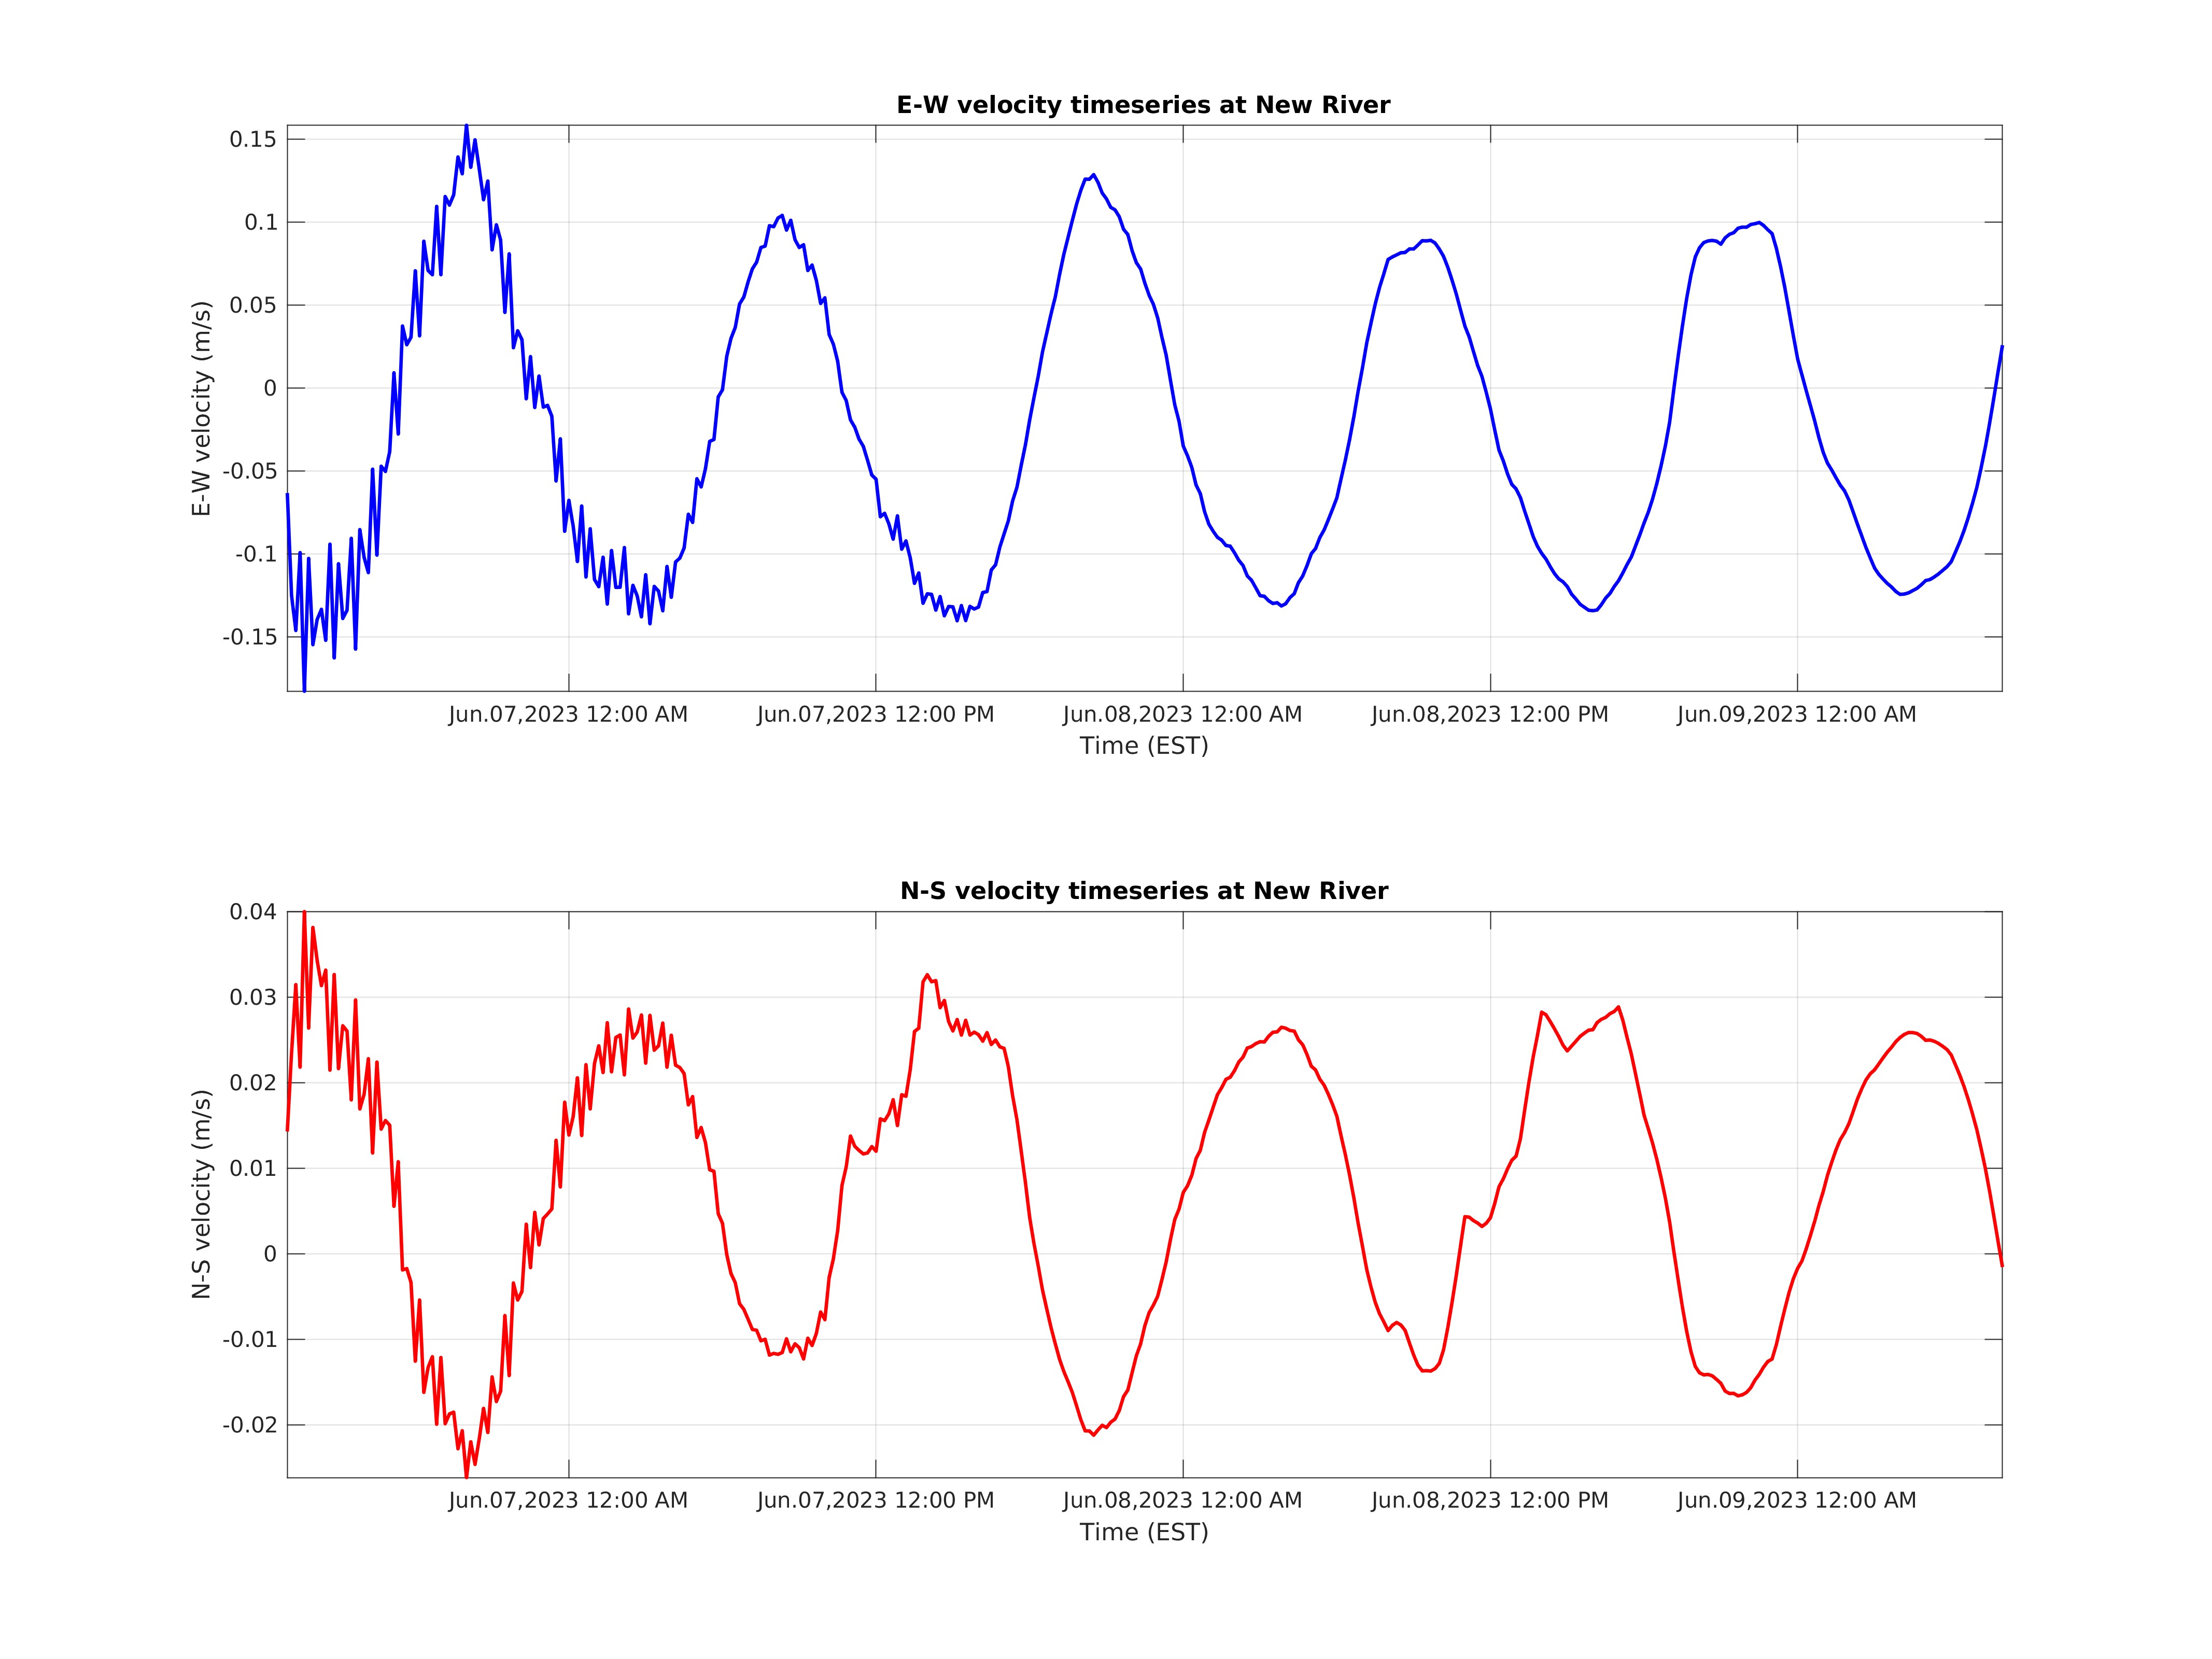 E-W velocity timeseries at New River
0.15
0.1
0.05
0
-0.05
-0.1
-0.15
E-W velocity (m/s)
Jun.07,2023 12:00 AM Jun.07,2023 12:00 PM Jun.08,2023 12:00 AM Jun.08,2023 12:00 PM Jun.09,2023 12:00 AM
Time (EST)
N-S velocity timeseries at New River
0.04
0.03
0.02
0.01
0
-0.01
-0.02
N-S velocity (m/s)
Jun.07,2023 12:00 AM Jun.07,2023 12:00 PM Jun.08,2023 12:00 AM Jun.08,2023 12:00 PM Jun.09,2023 12:00 AM
Time (EST)